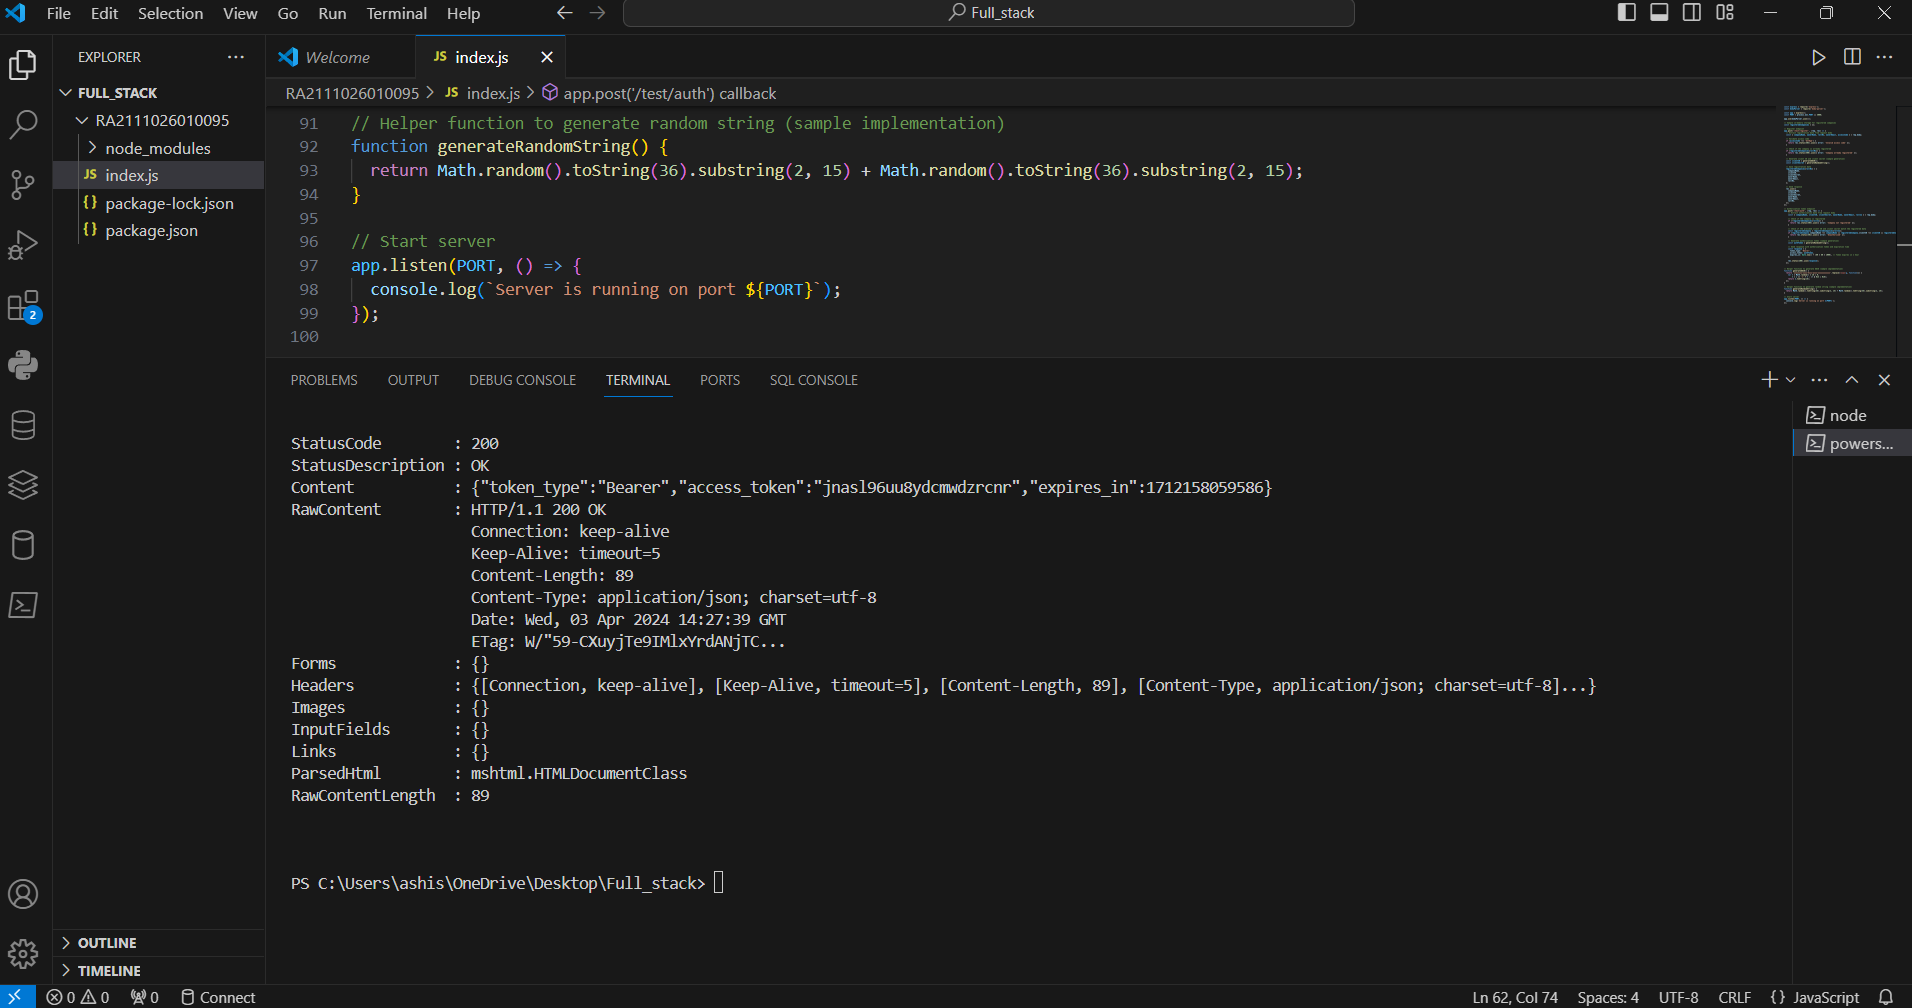 File Edit Selection View Go Run Terminal Help
Full_stack
EXPLORER
FULL_STACK
RA2111026010095
node_modules
JS index.js
{} package-lock.json
{} package.json
2
OUTLINE
TIMELINE
Welcome
JS index.js
RA2111026010095 > JS index.js > app.post('/test/auth') callback
91 // Helper function to generate random string (sample implementation)
92 function generateRandomString() {
93 return Math.random().toString(36).substring(2, 15) + Math.random().toString(36).substring(2, 15);
94 }
95
96 // Start server
97 app.listen(PORT, () => {
98 console.log(`Server is running on port ${PORT}`);
99 });
100
PROBLEMS OUTPUT DEBUG CONSOLE TERMINAL PORTS SQL CONSOLE
node
powers...
StatusCode : 200
StatusDescription : OK
Content : {"token_type":"Bearer","access_token":"jnasl96uu8ydcmwdzrcnr","expires_in":1712158059586}
RawContent : HTTP/1.1 200 OK
Connection: keep-alive
Keep-Alive: timeout=5
Content-Length: 89
Content-Type: application/json; charset=utf-8
Date: Wed, 03 Apr 2024 14:27:39 GMT
ETag: W/"59-CXuyjTe9IMlxYrdANjTC...
Forms : {}
Headers : {[Connection, keep-alive], [Keep-Alive, timeout=5], [Content-Length, 89], [Content-Type, application/json; charset=utf-8]...}
Images : {}
InputFields : {}
Links : {}
ParsedHtml : mshtml.HTMLDocumentClass
RawContentLength : 89
PS C:\Users\ashis\OneDrive\Desktop\Full_stack>
0 0 0 Connect
Ln 62, Col 74 Spaces: 4 UTF-8 CRLF {} JavaScript